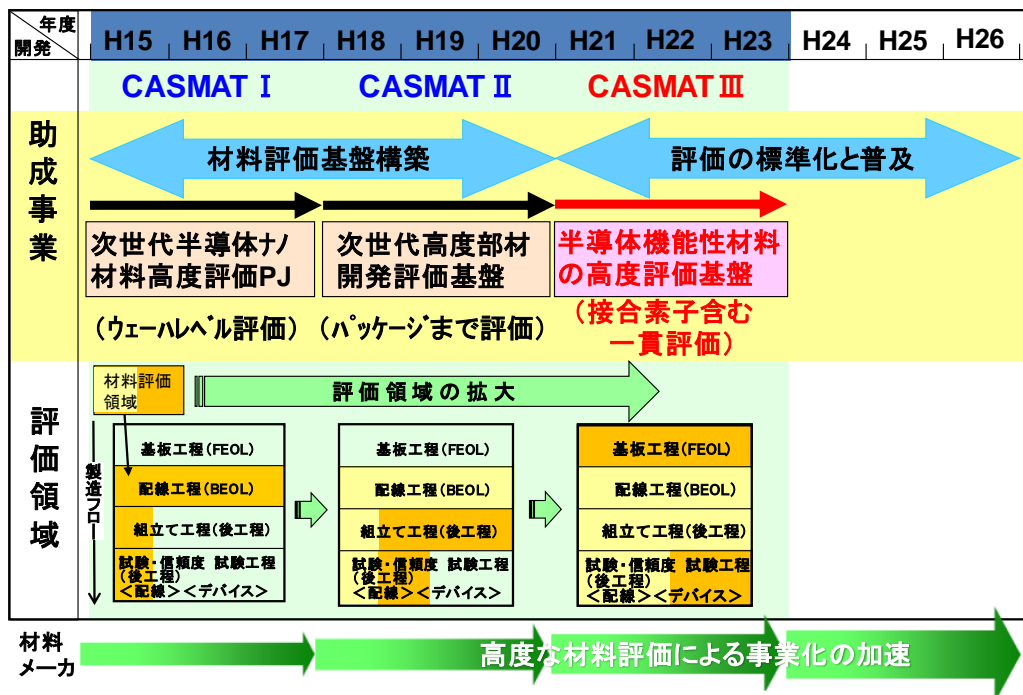 年度
開発
H15 H16 H17 H18 H19 H20 H21 H22 H23 H24 H25 H26
CASMAT Ⅰ CASMAT Ⅱ CASMAT Ⅲ
助成事業
材料評価基盤構築
評価の標準化と普及
次世代半導体ナノ
材料高度評価PJ
(ウェーハレベル評価)
次世代高度部材
開発評価基盤
(パッケージまで評価)
半導体機能性材料
の高度評価基盤
(接合素子含む
一貫評価)
評価領域
材料評価
領域
評価領域の拡大
製造フロー
基板工程(FEOL)
配線工程(BEOL)
組立て工程(後工程)
試験・信頼度 試験工程
(後工程)
<配線><デバイス>
基板工程(FEOL)
配線工程(BEOL)
組立て工程(後工程)
試験・信頼度 試験工程
(後工程)
<配線><デバイス>
基板工程(FEOL)
配線工程(BEOL)
組立て工程(後工程)
試験・信頼度 試験工程
(後工程)
<配線><デバイス>
材料
メーカ
高度な材料評価による事業化の加速